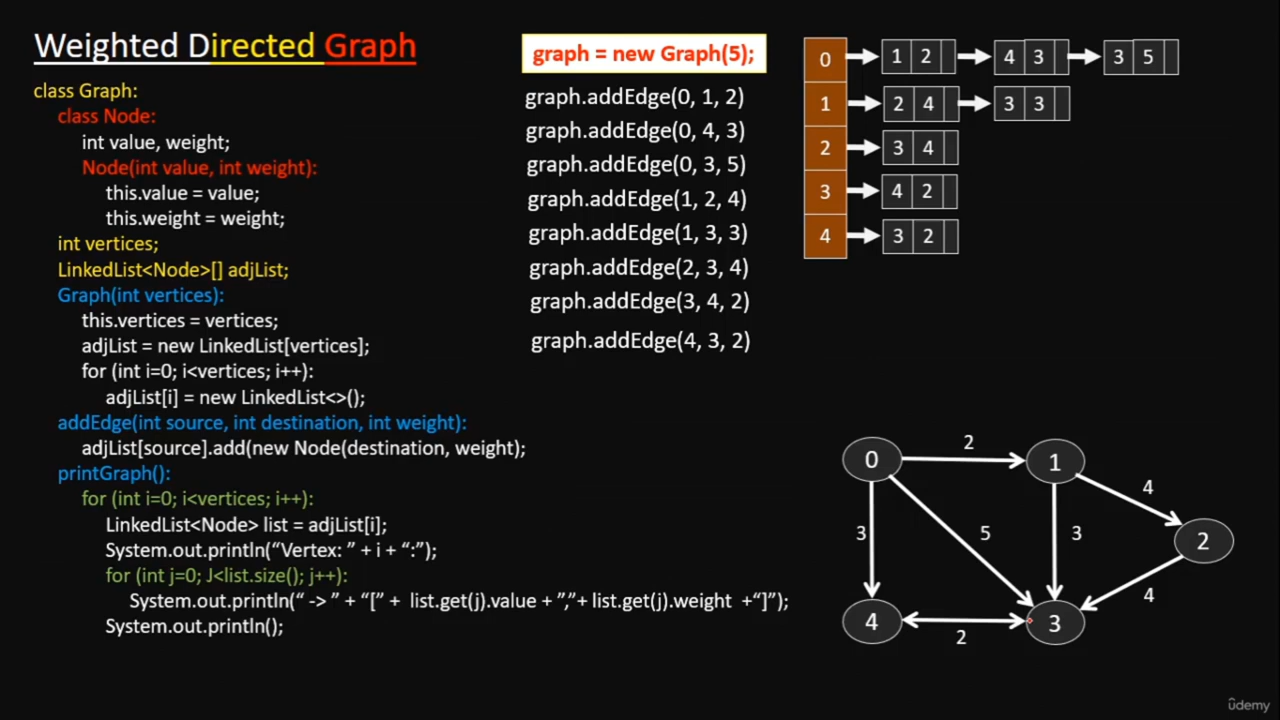 Weighted Directed Graph
class Graph:
class Node:
int value, weight;
Node(int value, int weight):
this.value = value;
this.weight = weight;
int vertices;
LinkedList<Node>[] adjList;
Graph(int vertices):
this.vertices = vertices;
adjList = new LinkedList[vertices];
for (int i=0; i<vertices; i++):
adjList[i] = new LinkedList<>();
addEdge(int source, int destination, int weight):
adjList[source].add(new Node(destination, weight);
printGraph():
for (int i=0; i<vertices; i++):
LinkedList<Node> list = adjList[i];
System.out.println(“Vertex: ” + i + “:”);
for (int j=0; J<list.size(); j++):
System.out.println(“ -> ” + “[” + list.get(j).value + ”,”+ list.get(j).weight +“]”);
System.out.println();
graph = new Graph(5);
graph.addEdge(0, 1, 2)
graph.addEdge(0, 4, 3)
graph.addEdge(0, 3, 5)
graph.addEdge(1, 2, 4)
graph.addEdge(1, 3, 3)
graph.addEdge(2, 3, 4)
graph.addEdge(3, 4, 2)
graph.addEdge(4, 3, 2)
0 1 2 4 3 3 5
1 2 4 3 3
2 3 4
3 4 2
4 3 2
0 2 1
4
3 5 3 2
4
4 2 3
ûdemy